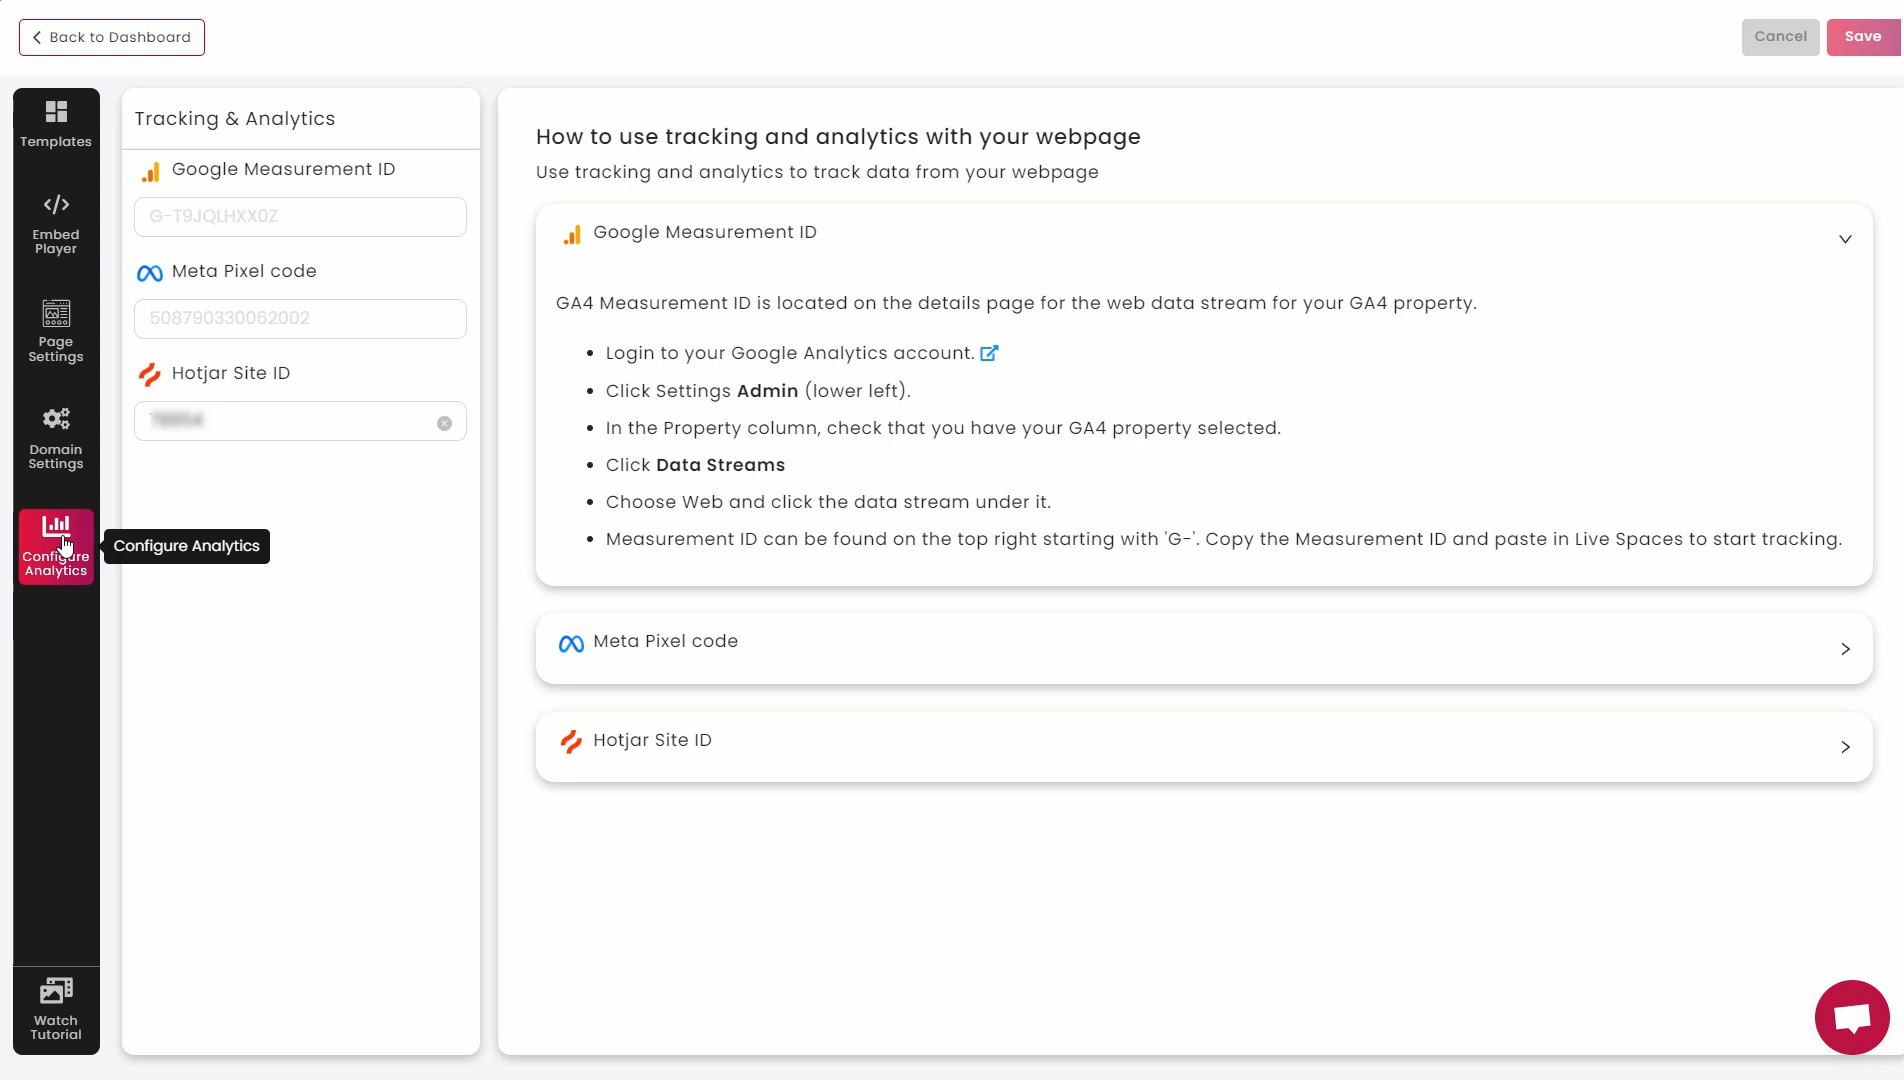 Back to Dashboard
Cancel
Save
Templates
Embed
Player
Page
Settings
Domain
Settings
Configure
Analytics
Configure Analytics
Watch
Tutorial
Tracking & Analytics
Google Measurement ID
G-T9JQLHXX0Z
Meta Pixel code
508790330062002
Hotjar Site ID
How to use tracking and analytics with your webpage
Use tracking and analytics to track data from your webpage
Google Measurement ID
GA4 Measurement ID is located on the details page for the web data stream for your GA4 property.
Login to your Google Analytics account.
Click Settings Admin (lower left).
In the Property column, check that you have your GA4 property selected.
Click Data Streams
Choose Web and click the data stream under it.
Measurement ID can be found on the top right starting with 'G-'. Copy the Measurement ID and paste in Live Spaces to start tracking.
Meta Pixel code
Hotjar Site ID